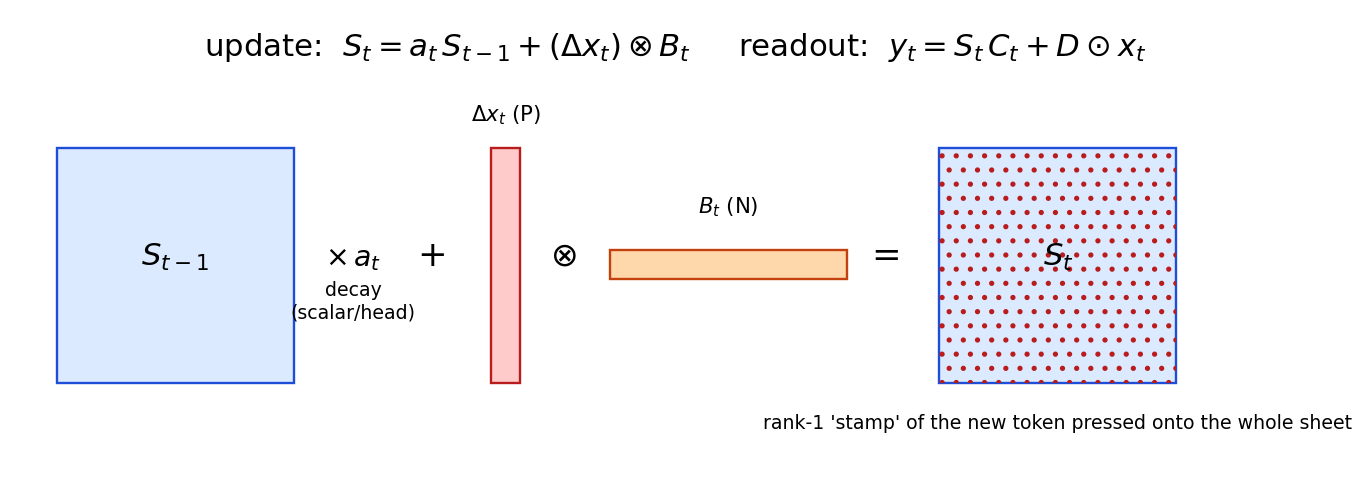 update:  S_t = a_t S_{t−1} + (Δx_t) ⊗ B_t     readout:  y_t = S_t C_t + D ⊙ x_t
Δx_t (P)
B_t (N)
S_{t−1}
× a_t
+
⊗
=
S_t
decay
(scalar/head)
rank-1 'stamp' of the new token pressed onto the whole sheet